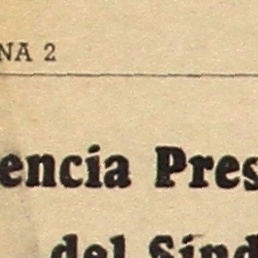 NA 2
encia Pres
del Sind